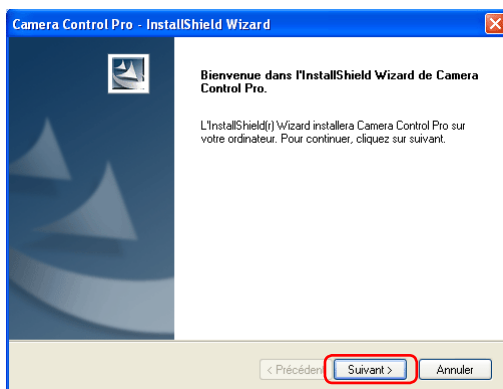 Camera Control Pro - InstallShield Wizard
Bienvenue dans l'InstallShield Wizard de Camera
Control Pro.
L'InstallShield(r) Wizard installera Camera Control Pro sur
votre ordinateur. Pour continuer, cliquez sur suivant.
< Précéden Suivant > Annuler